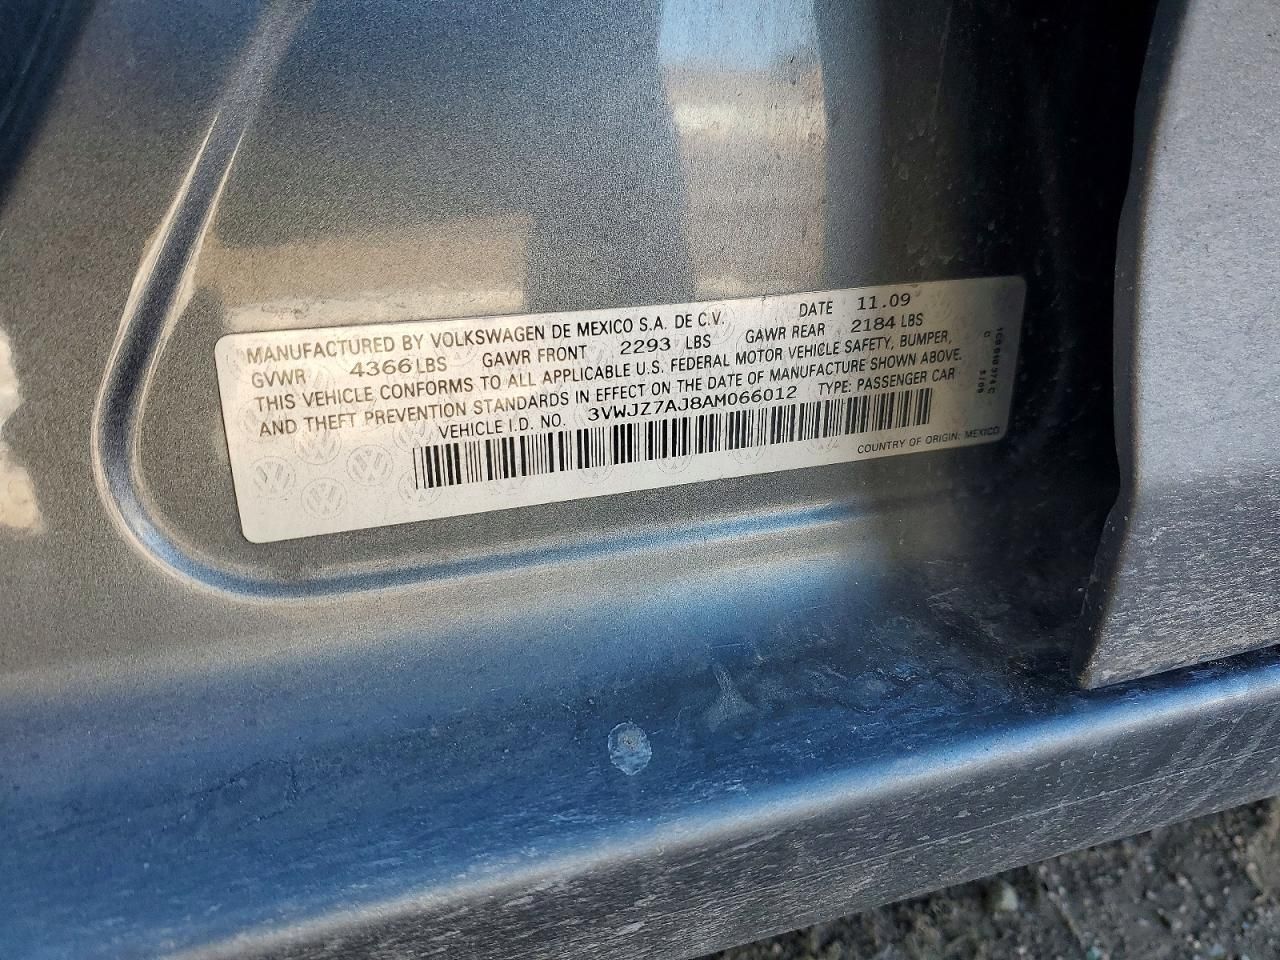 MANUFACTURED BY VOLKSWAGEN DE MEXICO S.A. DE C.V. DATE 11.09
GVWR 4366 LBS GAWR FRONT 2293 LBS GAWR REAR 2184 LBS
THIS VEHICLE CONFORMS TO ALL APPLICABLE U.S. FEDERAL MOTOR VEHICLE SAFETY, BUMPER,
AND THEFT PREVENTION STANDARDS IN EFFECT ON THE DATE OF MANUFACTURE SHOWN ABOVE.
VEHICLE I.D. NO. 3VWJZ7AJ8AM066012 TYPE: PASSENGER CAR
COUNTRY OF ORIGIN: MEXICO